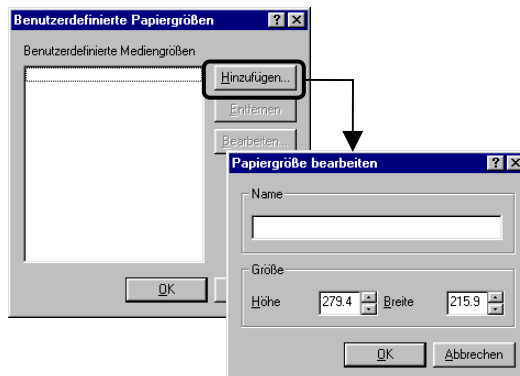 Benutzerdefinierte Papiergrößen
Benutzerdefinierte Mediengrößen
Hinzufügen...
Entfernen
Bearbeiten...
OK
Papiergröße bearbeiten
Name
Größe
Höhe 279.4 Breite 215.9
OK Abbrechen